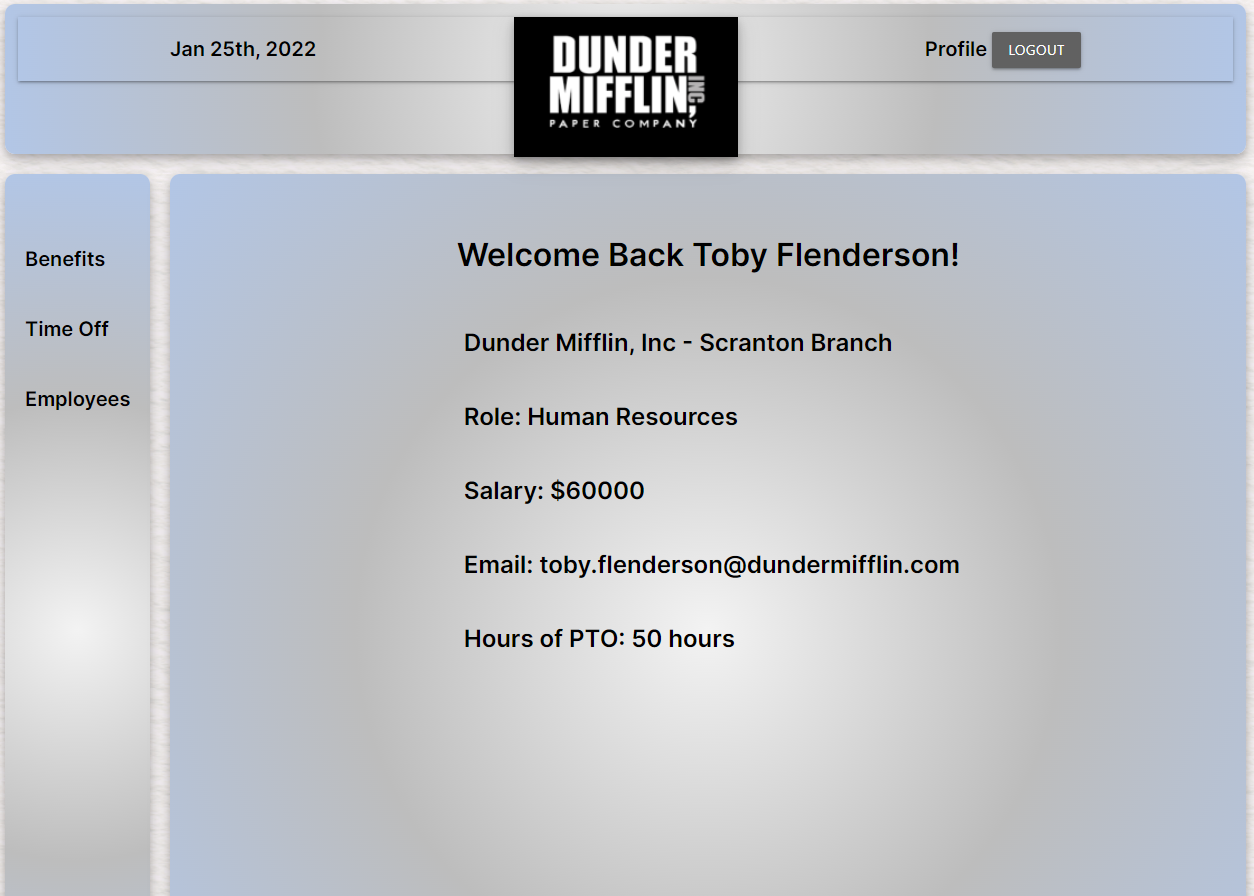 Jan 25th, 2022
DUNDER
MIFFLIN, INC
PAPER COMPANY
Profile LOGOUT
Benefits
Time Off
Employees
Welcome Back Toby Flenderson!
Dunder Mifflin, Inc - Scranton Branch
Role: Human Resources
Salary: $60000
Email: toby.flenderson@dundermifflin.com
Hours of PTO: 50 hours